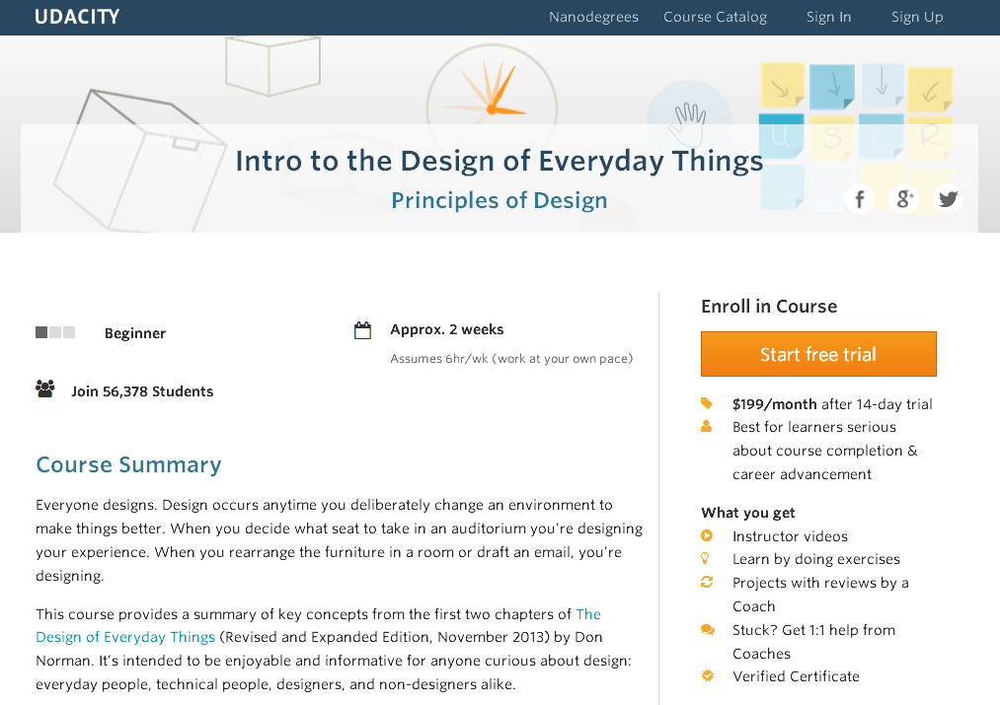 UDACITY
Nanodegrees Course Catalog Sign In Sign Up
U S E R
Intro to the Design of Everyday Things
Principles of Design
Beginner
Approx. 2 weeks
Assumes 6hr/wk (work at your own pace)
Join 56,378 Students
Course Summary
Everyone designs. Design occurs anytime you deliberately change an environment to
make things better. When you decide what seat to take in an auditorium you’re designing
your experience. When you rearrange the furniture in a room or draft an email, you’re
designing.
This course provides a summary of key concepts from the first two chapters of The
Design of Everyday Things (Revised and Expanded Edition, November 2013) by Don
Norman. It’s intended to be enjoyable and informative for anyone curious about design:
everyday people, technical people, designers, and non-designers alike.
Enroll in Course
Start free trial
$199/month after 14-day trial
Best for learners serious
about course completion &
career advancement
What you get
Instructor videos
Learn by doing exercises
Projects with reviews by a
Coach
Stuck? Get 1:1 help from
Coaches
Verified Certificate